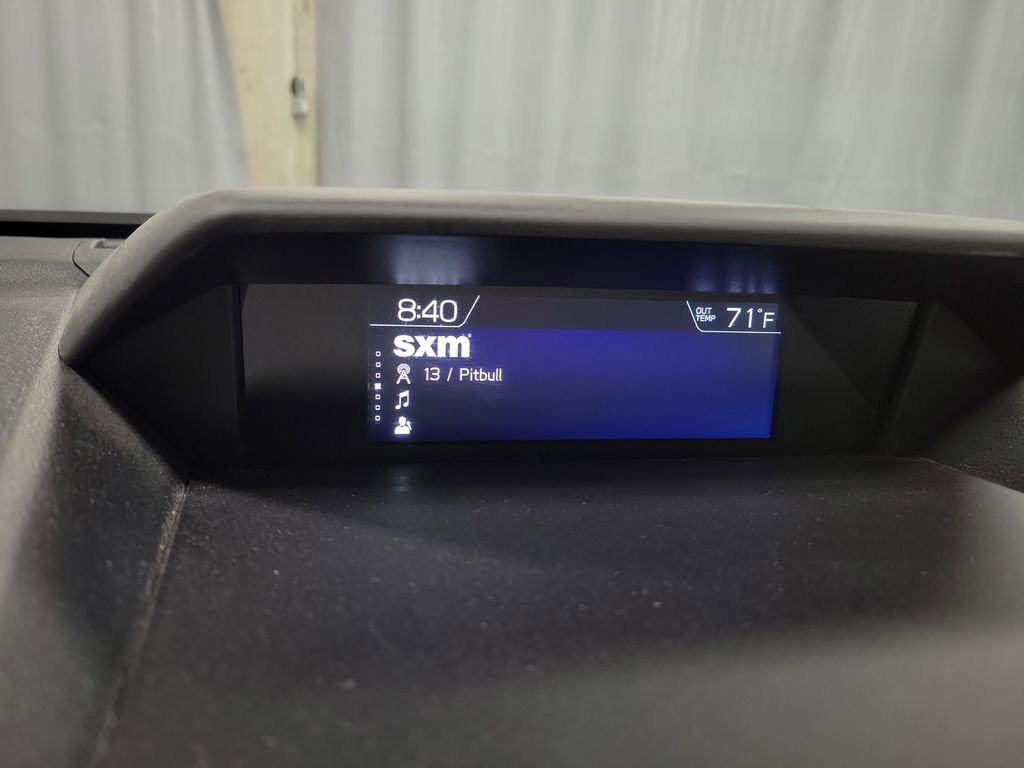 8:40
OUT
TEMP
71°F
sxm
13 / Pitbull